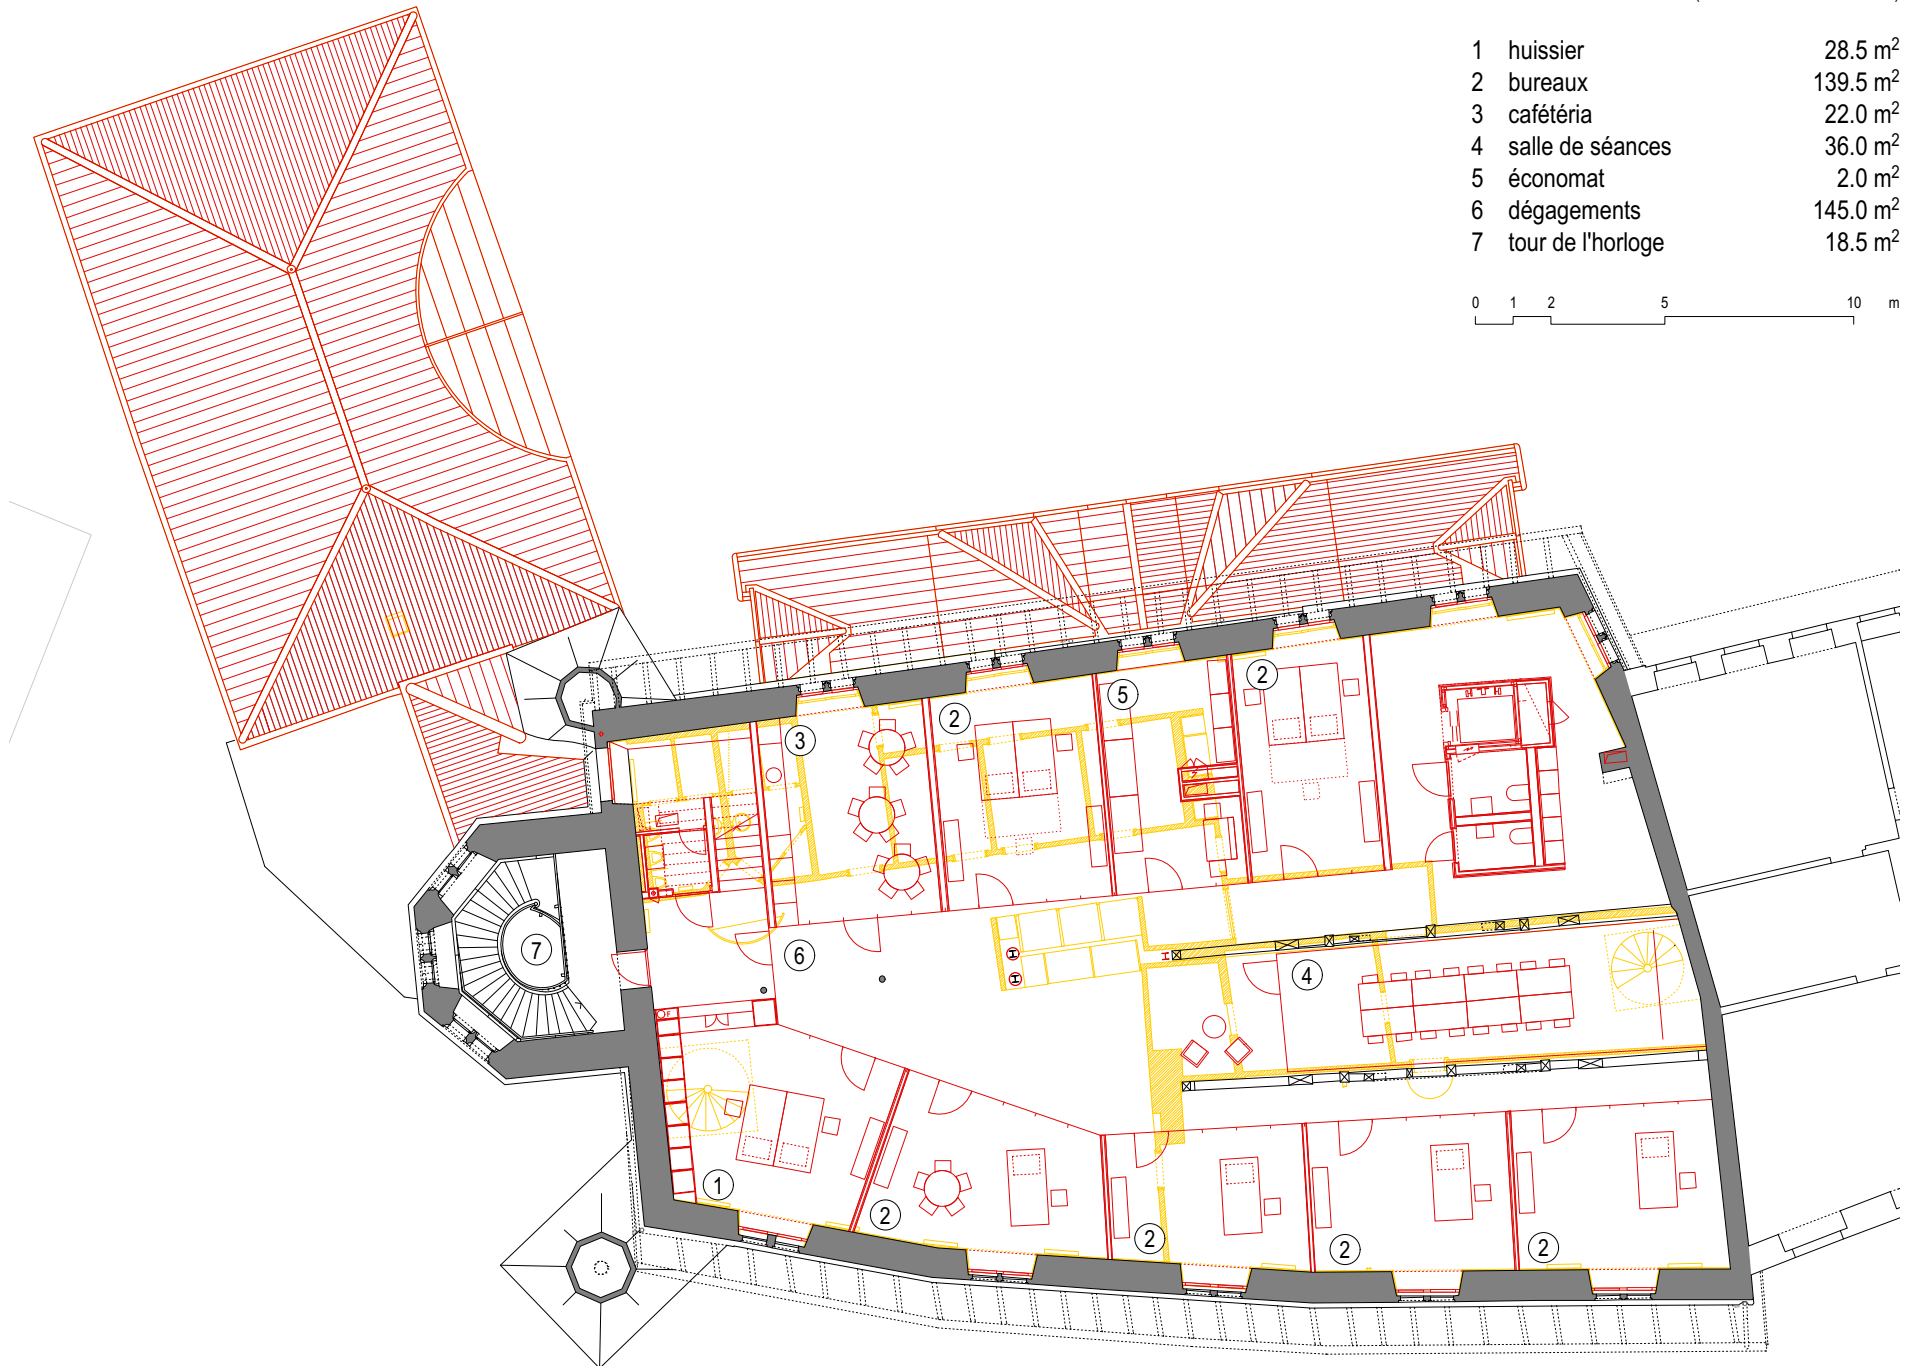 1 huissier 28.5 m²
2 bureaux 139.5 m²
3 cafétéria 22.0 m²
4 salle de séances 36.0 m²
5 économat 2.0 m²
6 dégagements 145.0 m²
7 tour de l'horloge 18.5 m²
0 1 2 5 10 m
2
5
2
3
7
6
4
1
2
2
2
2